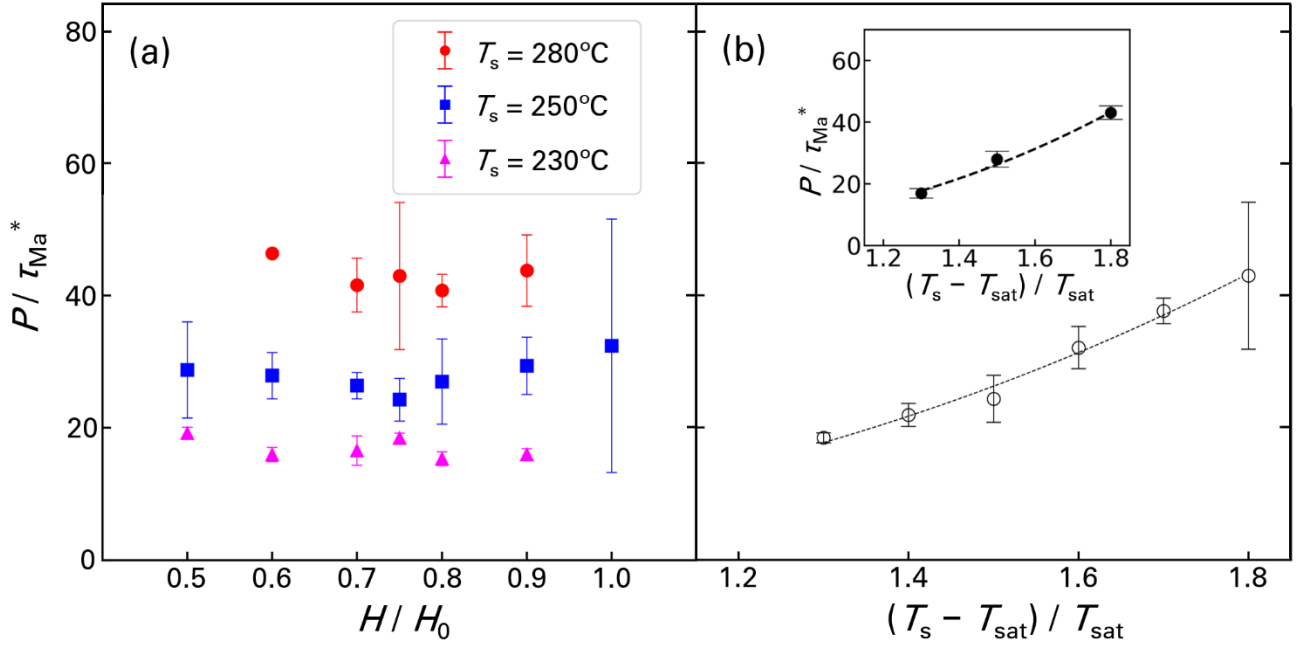 (a)
T_s = 280°C
T_s = 250°C
T_s = 230°C
80
60
40
20
0
P / τ_Ma*
0.5 0.6 0.7 0.8 0.9 1.0
H / H_0
(b)
60
40
20
0
P / τ_Ma*
1.2 1.4 1.6 1.8
(T_s − T_sat) / T_sat
1.2 1.4 1.6 1.8
(T_s − T_sat) / T_sat